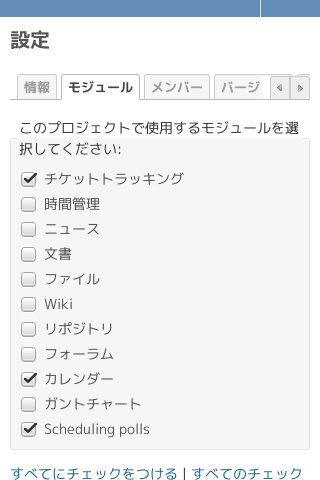 設定
情報 モジュール メンバー バージ
このプロジェクトで使用するモジュールを選
択してください:
チケットトラッキング
時間管理
ニュース
文書
ファイル
Wiki
リポジトリ
フォーラム
カレンダー
ガントチャート
Scheduling polls
すべてにチェックをつける | すべてのチェック